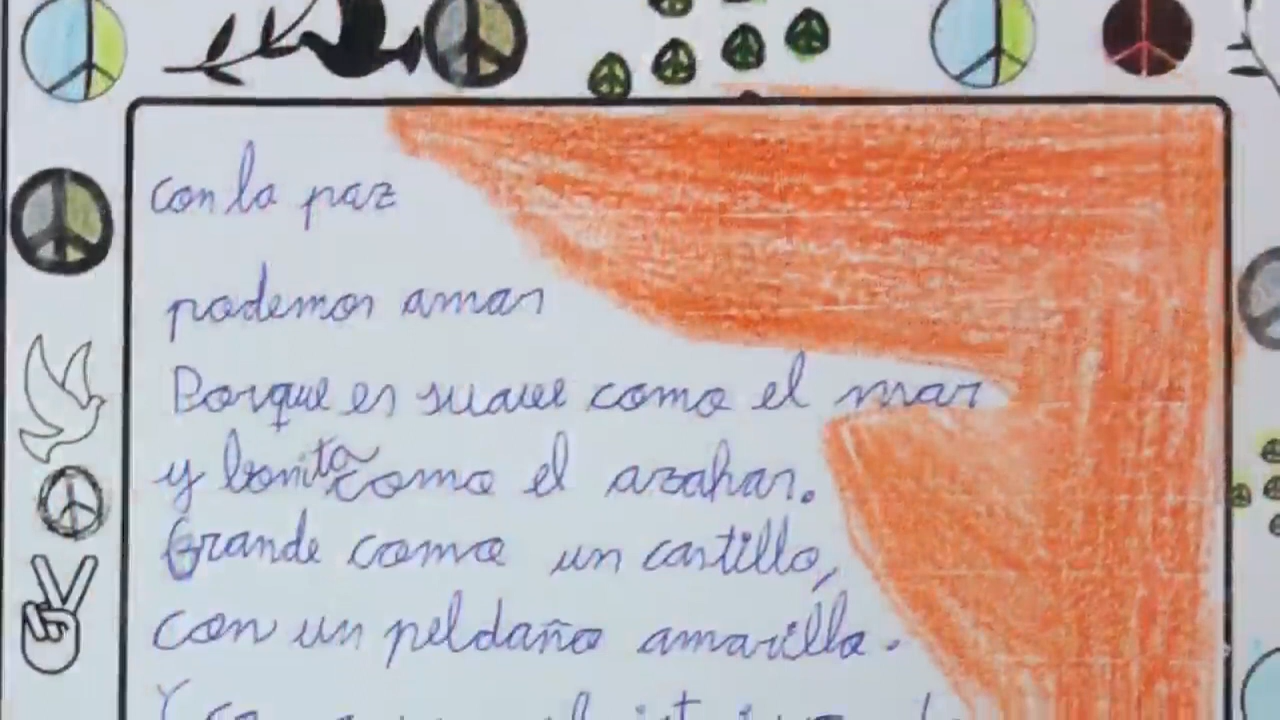 con la paz
podemos amar
Porque es suave como el mar
y bonita como el azahar.
Grande como un castillo,
con un peldaño amarillo.
Y